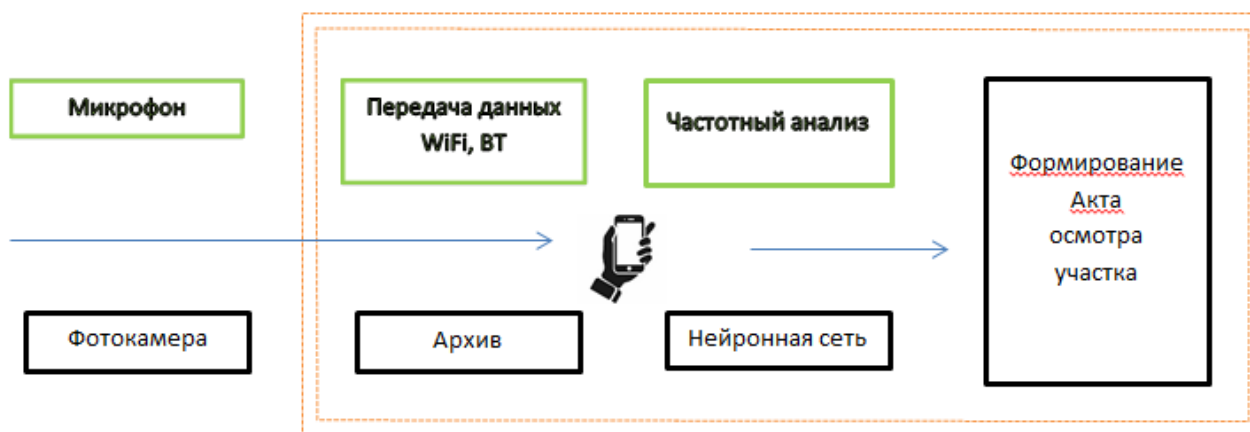 Микрофон
Передача данных
WiFi, BT
Частотный анализ
Формирование
Акта
осмотра
участка
Фотокамера
Архив
Нейронная сеть